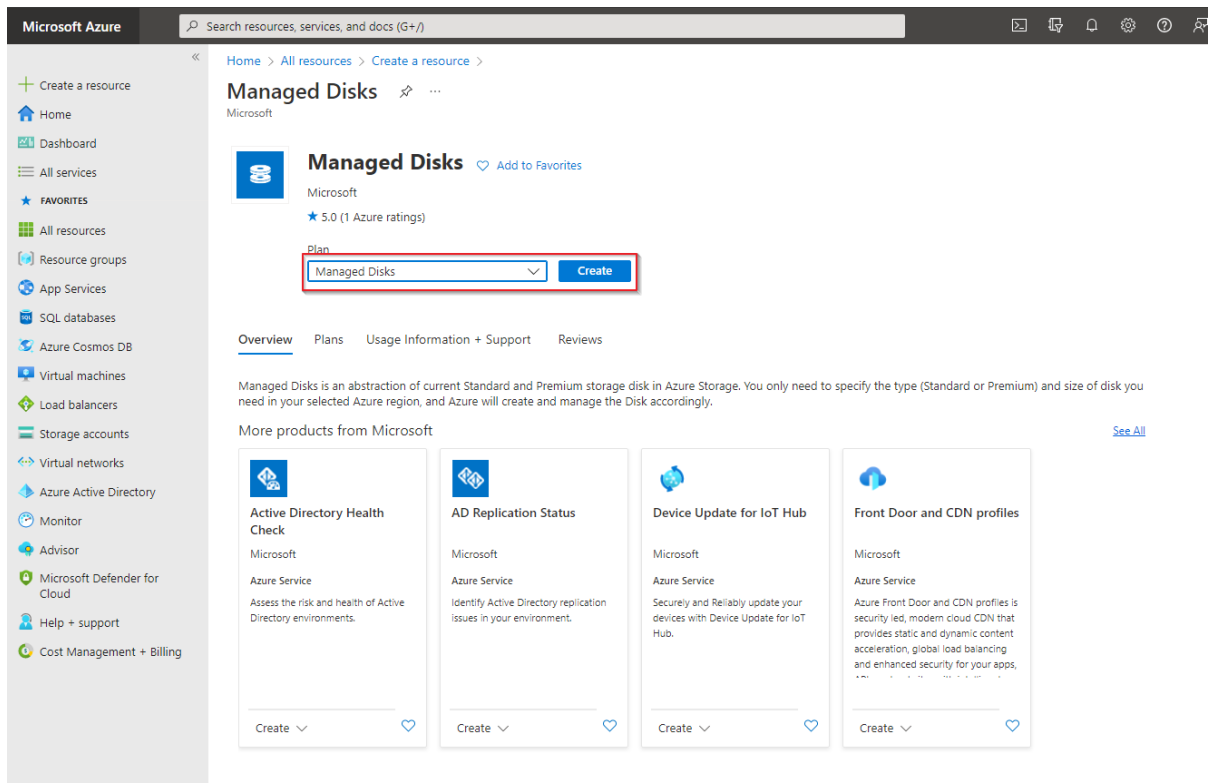 Microsoft Azure
Search resources, services, and docs (G+/)
Create a resource
Home
Dashboard
All services
FAVORITES
All resources
Resource groups
App Services
SQL databases
Azure Cosmos DB
Virtual machines
Load balancers
Storage accounts
Virtual networks
Azure Active Directory
Monitor
Advisor
Microsoft Defender for
Cloud
Help + support
Cost Management + Billing
Home > All resources > Create a resource >
Managed Disks
Microsoft
Managed Disks
Add to Favorites
Microsoft
5.0 (1 Azure ratings)
Plan
Managed Disks
Create
Overview
Plans
Usage Information + Support
Reviews
Managed Disks is an abstraction of current Standard and Premium storage disk in Azure Storage. You only need to specify the type (Standard or Premium) and size of disk you
need in your selected Azure region, and Azure will create and manage the Disk accordingly.
More products from Microsoft
See All
Active Directory Health
Check
Microsoft
Azure Service
Assess the risk and health of Active
Directory environments.
Create
AD Replication Status
Microsoft
Azure Service
Identify Active Directory replication
issues in your environment.
Create
Device Update for IoT Hub
Microsoft
Azure Service
Securely and Reliably update your
devices with Device Update for IoT
Hub.
Create
Front Door and CDN profiles
Microsoft
Azure Service
Azure Front Door and CDN profiles is
security led, modern cloud CDN that
provides static and dynamic content
acceleration, global load balancing
and enhanced security for your apps,
Create